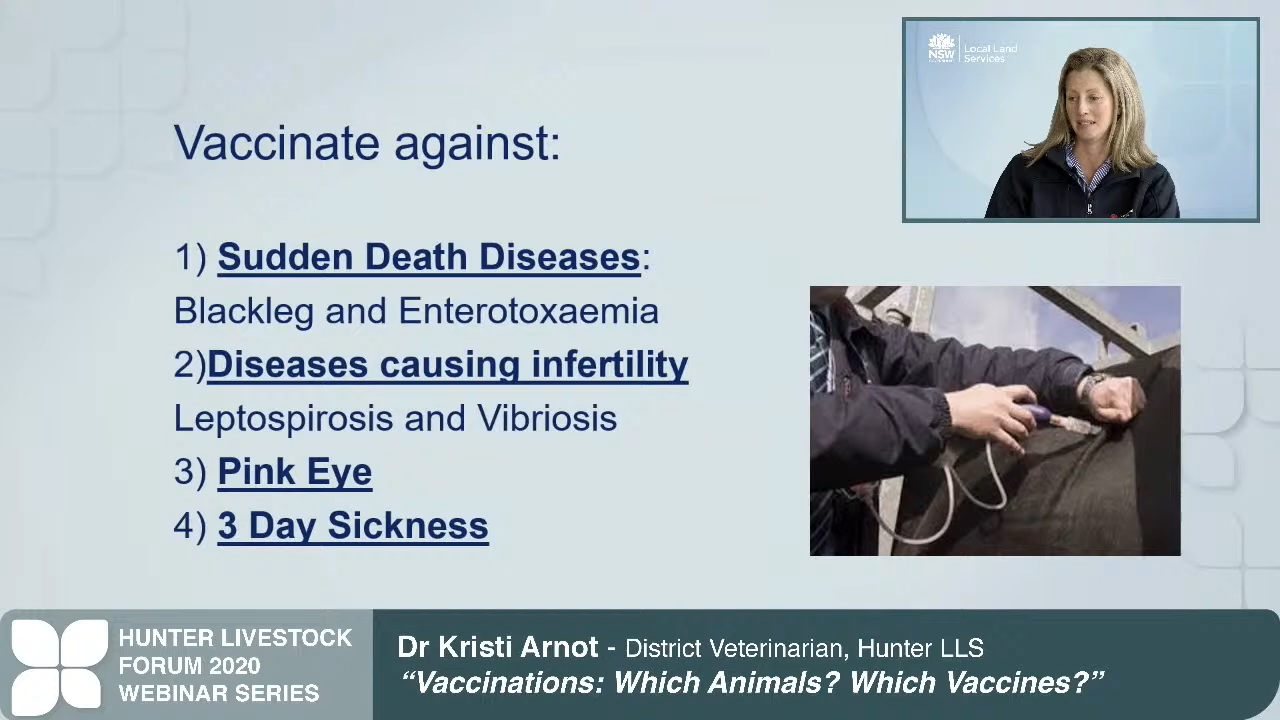 NSW
Local Land
Services
Vaccinate against:
1) Sudden Death Diseases:
Blackleg and Enterotoxaemia
2)Diseases causing infertility
Leptospirosis and Vibriosis
3) Pink Eye
4) 3 Day Sickness
HUNTER LIVESTOCK
FORUM 2020
WEBINAR SERIES
Dr Kristi Arnot - District Veterinarian, Hunter LLS
“Vaccinations: Which Animals? Which Vaccines?”